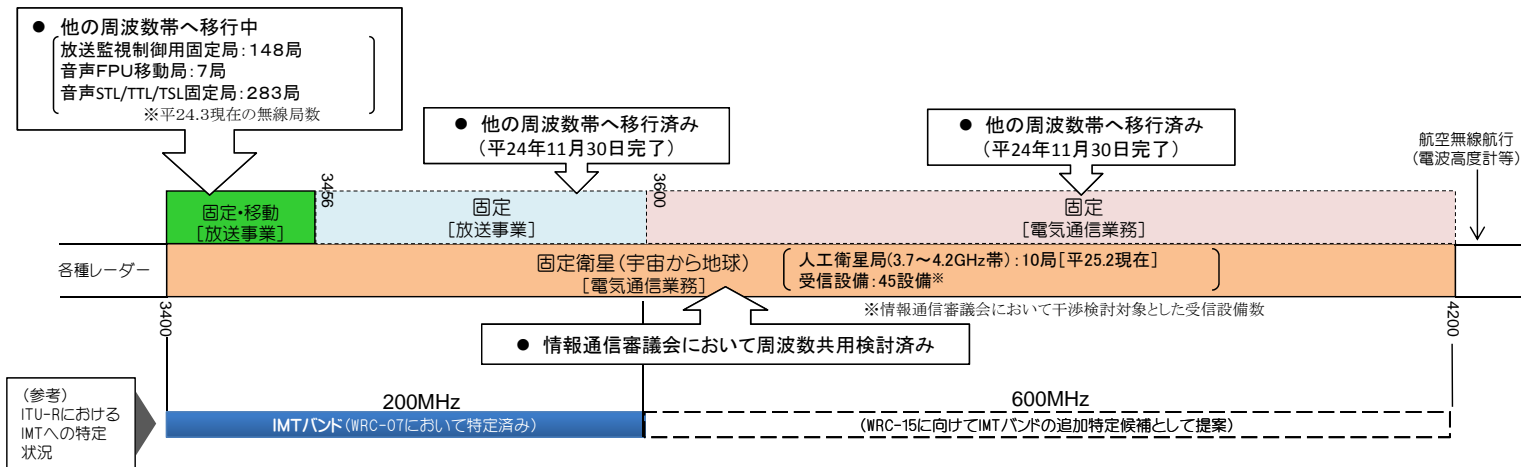 ● 他の周波数帯へ移行中
放送監視制御用固定局：148局
音声FPU移動局：7局
音声STL/TTL/TSL固定局：283局
※平24.3現在の無線局数
● 他の周波数帯へ移行済み
（平24年11月30日完了）
● 他の周波数帯へ移行済み
（平24年11月30日完了）
航空無線航行
（電波高度計等）
3456
3600
固定・移動
［放送事業］
固定
［放送事業］
固定
［電気通信業務］
各種レーダー
固定衛星（宇宙から地球）
［電気通信業務］
人工衛星局(3.7～4.2GHz帯)：10局［平25.2現在］
受信設備：45設備※
※情報通信審議会において干渉検討対象とした受信設備数
3400
4200
● 情報通信審議会において周波数共用検討済み
（参考）
ITU-Rにおける
IMTへの特定
状況
200MHz
IMTバンド（WRC-07において特定済み）
600MHz
（WRC-15に向けてIMTバンドの追加特定候補として提案）